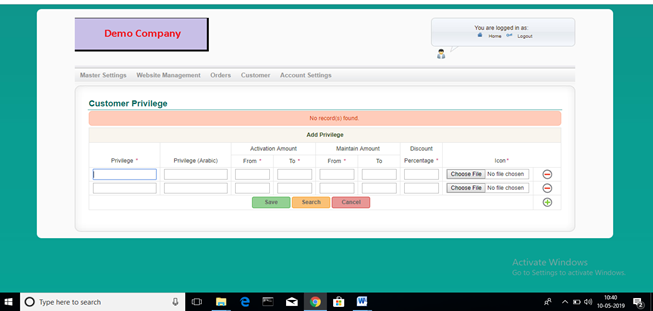 Demo Company
You are logged in as:
Home Logout
Master Settings Website Management Orders Customer Account Settings
Customer Privilege
No record(s) found.
Add Privilege
Activation Amount Maintain Amount Discount
Privilege * Privilege (Arabic) From * To * From * To Percentage * Icon*
Choose File No file chosen
Choose File No file chosen
Save Search Cancel
Activate Windows
Go to Settings to activate Windows.
Type here to search
10:40
10-05-2019
2